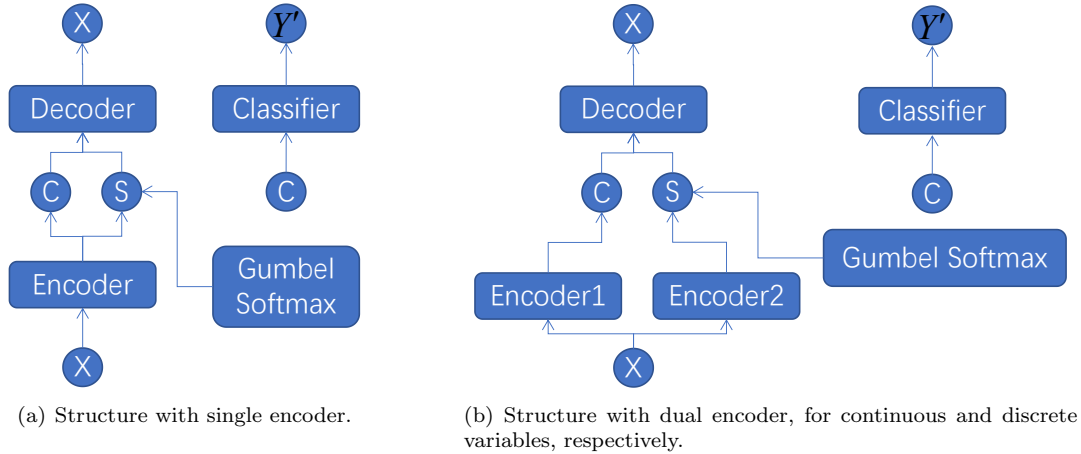 X
Y′
Decoder
Classifier
C
S
C
Encoder
Gumbel
Softmax
X
(a) Structure with single encoder.
X
Y′
Decoder
Classifier
C
S
C
Gumbel Softmax
Encoder1
Encoder2
X
(b) Structure with dual encoder, for continuous and discrete
variables, respectively.